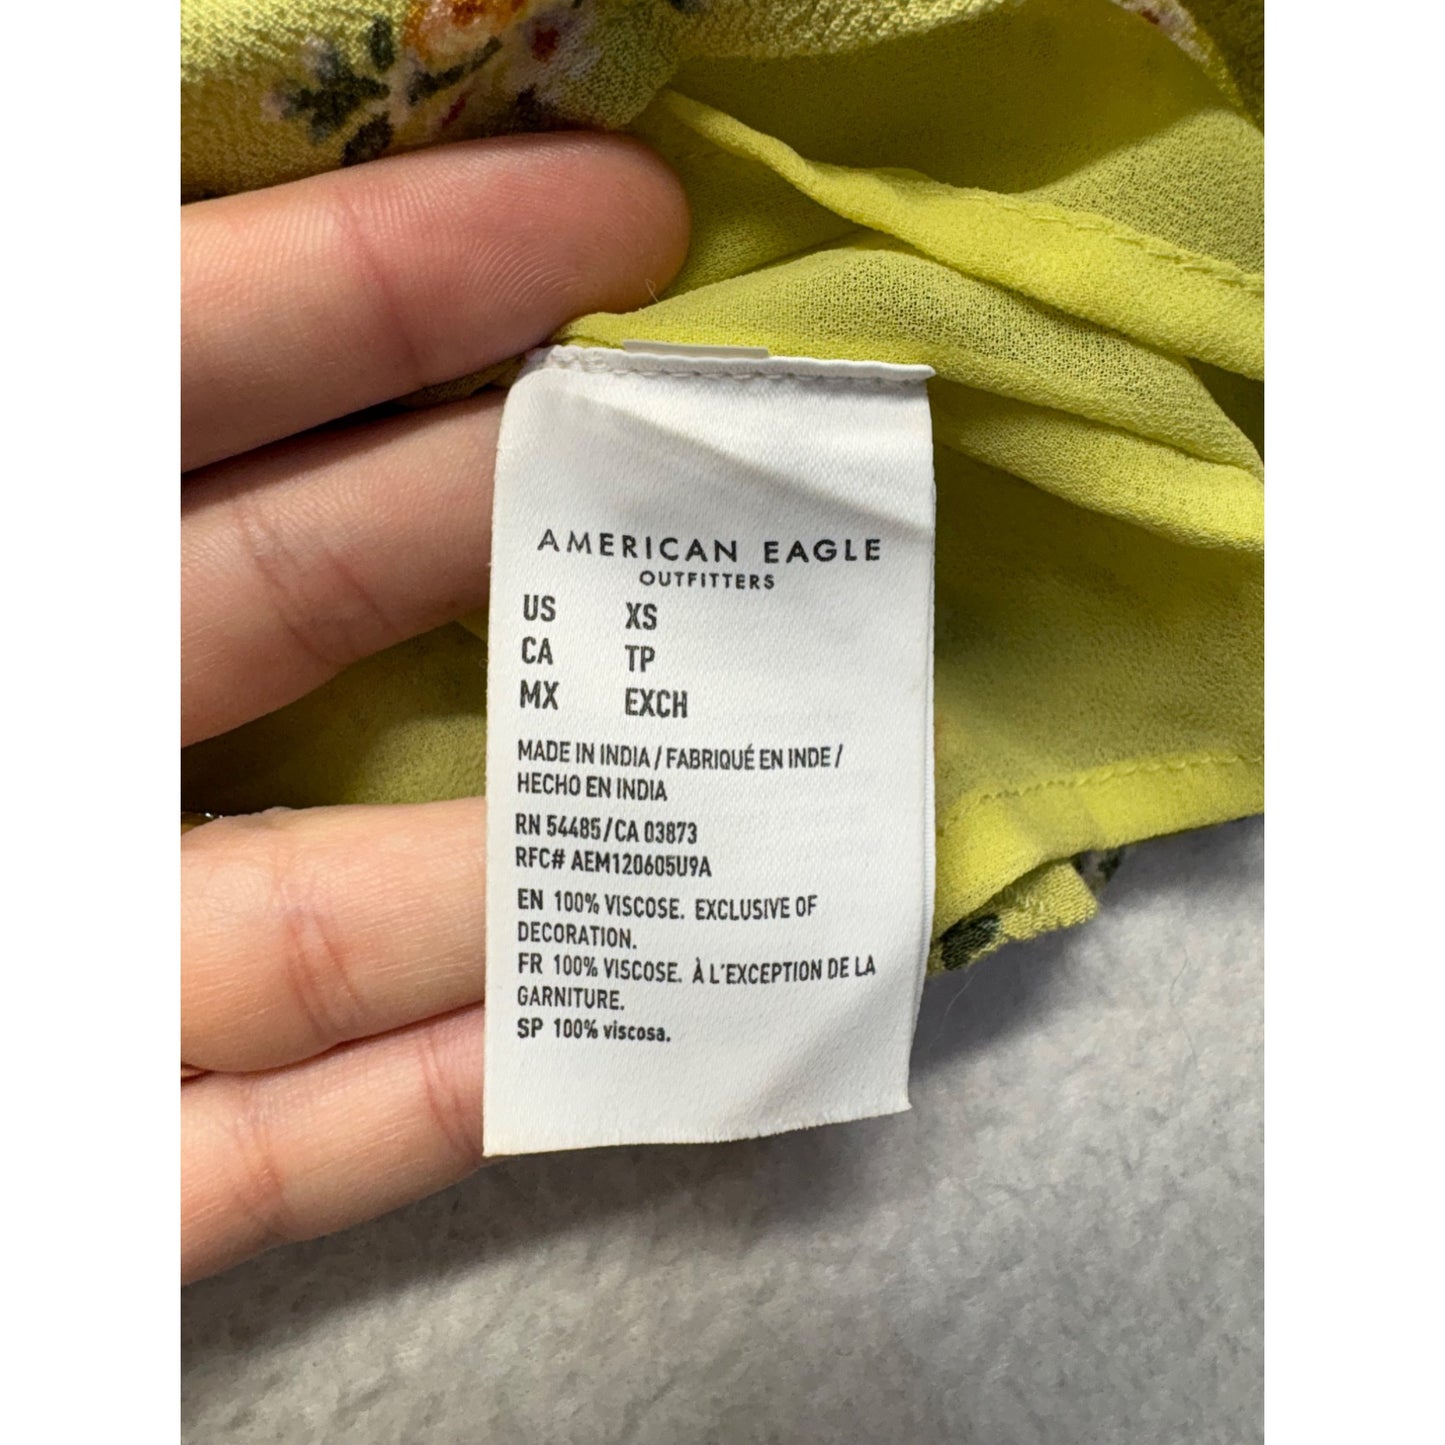 AMERICAN EAGLE
OUTFITTERS
US XS
CA TP
MX EXCH
MADE IN INDIA / FABRIQUÉ EN INDE /
HECHO EN INDIA
RN 54485/CA 03873
RFC# AEM120605U9A
EN 100% VISCOSE. EXCLUSIVE OF
DECORATION.
FR 100% VISCOSE. À L'EXCEPTION DE LA
GARNITURE.
SP 100% viscosa.